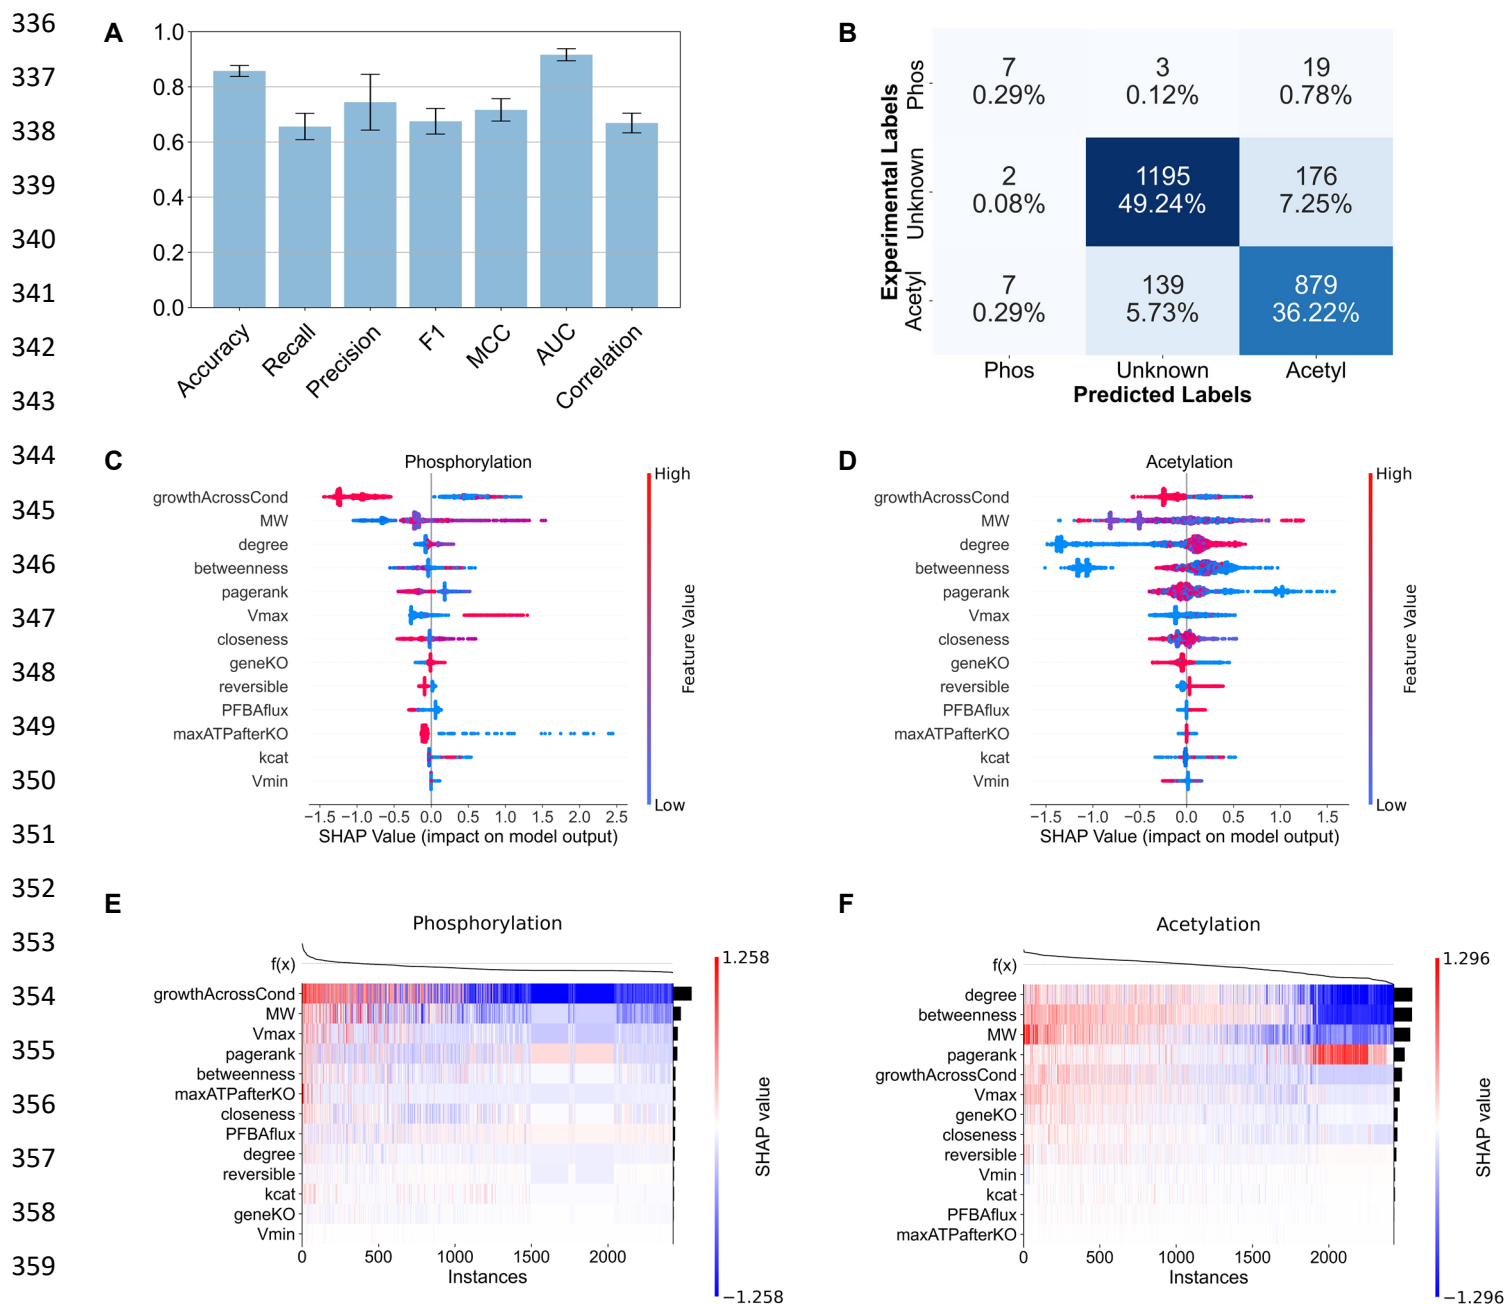 336
337
338
339
340
341
342
343
344
345
346
347
348
349
350
351
352
353
354
355
356
357
358
359
A
1.0
0.8
0.6
0.4
0.2
0.0
Accuracy
Recall
Precision
F1
MCC
AUC
Correlation
B
Experimental Labels
Phos
Unknown
Acetyl
7 3 19
0.29% 0.12% 0.78%
2 1195 176
0.08% 49.24% 7.25%
7 139 879
0.29% 5.73% 36.22%
Phos Unknown Acetyl
Predicted Labels
C
Phosphorylation
growthAcrossCond
MW
degree
betweenness
pagerank
Vmax
closeness
geneKO
reversible
PFBAflux
maxATPafterKO
kcat
Vmin
−1.5 −1.0 −0.5 0.0 0.5 1.0 1.5 2.0 2.5
SHAP Value (impact on model output)
High
Feature Value
Low
D
Acetylation
growthAcrossCond
MW
degree
betweenness
pagerank
Vmax
closeness
geneKO
reversible
PFBAflux
maxATPafterKO
kcat
Vmin
−1.5 −1.0 −0.5 0.0 0.5 1.0 1.5
SHAP Value (impact on model output)
High
Feature Value
Low
E
Phosphorylation
f(x)
growthAcrossCond
MW
Vmax
pagerank
betweenness
maxATPafterKO
closeness
PFBAflux
degree
reversible
kcat
geneKO
Vmin
0 500 1000 1500 2000
Instances
1.258
SHAP value
−1.258
F
Acetylation
f(x)
degree
betweenness
MW
pagerank
growthAcrossCond
Vmax
geneKO
closeness
reversible
Vmin
kcat
PFBAflux
maxATPafterKO
0 500 1000 1500 2000
Instances
1.296
SHAP value
−1.296